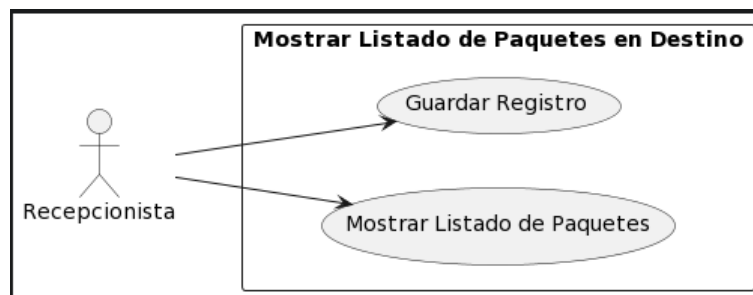 Mostrar Listado de Paquetes en Destino
Guardar Registro
Recepcionista
Mostrar Listado de Paquetes